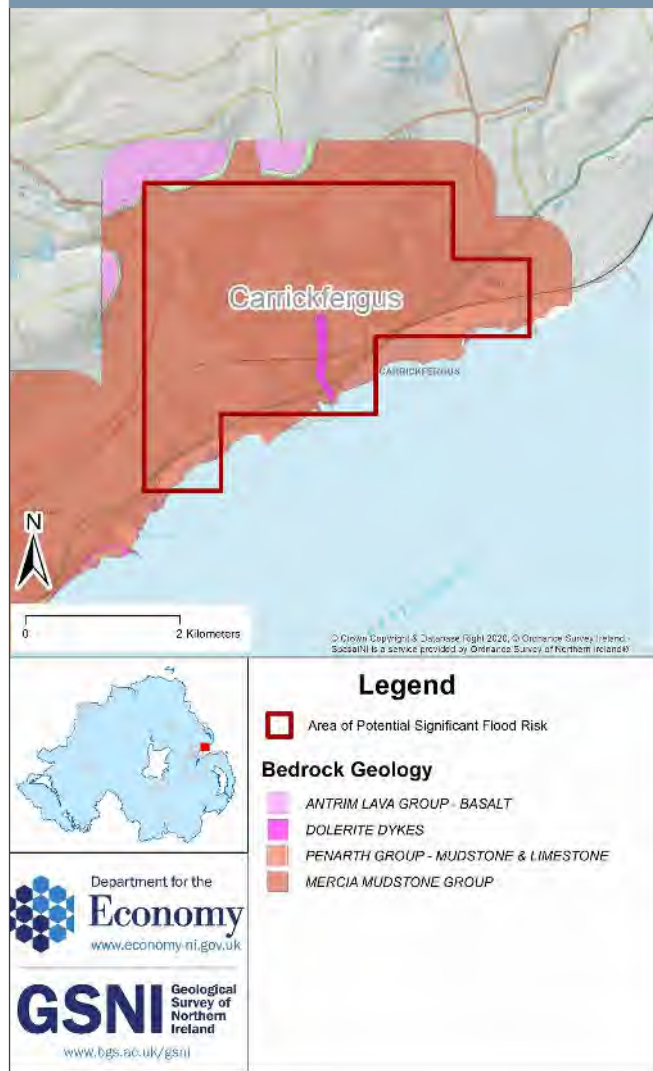 Carrickfergus
CARRICKFERGUS
N
0 2 Kilometers
© Crown Copyright & Database Right 2020, © Ordnance Survey Ireland -
SpatialNI is a service provided by Ordnance Survey of Northern Ireland®
Legend
Area of Potential Significant Flood Risk
Bedrock Geology
ANTRIM LAVA GROUP - BASALT
DOLERITE DYKES
PENARTH GROUP - MUDSTONE & LIMESTONE
MERCIA MUDSTONE GROUP
Department for the
Economy
www.economy-ni.gov.uk
GSNI
Geological
Survey of
Northern
Ireland
www.bgs.ac.uk/gsni